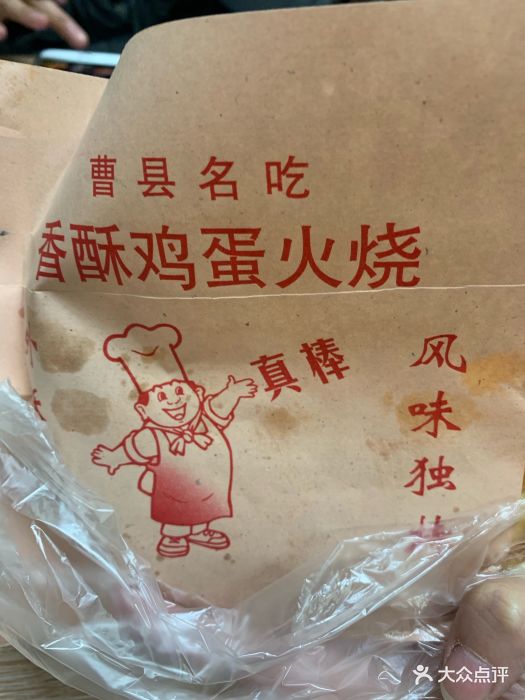 曹县名吃
香酥鸡蛋火烧
真棒
风味独
大众点评